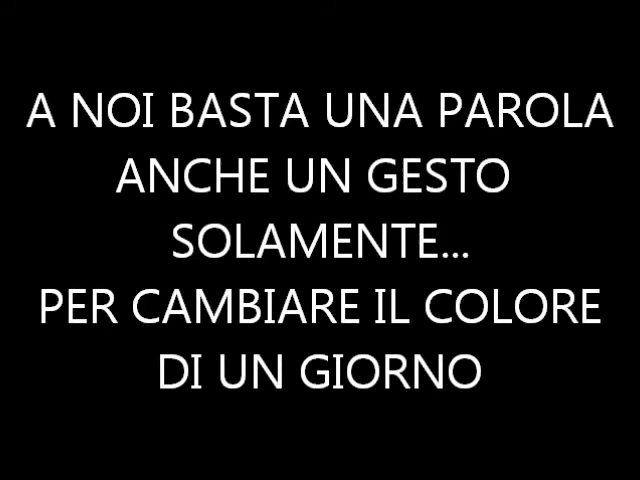 A NOI BASTA UNA PAROLA
ANCHE UN GESTO
SOLAMENTE...
PER CAMBIARE IL COLORE
DI UN GIORNO